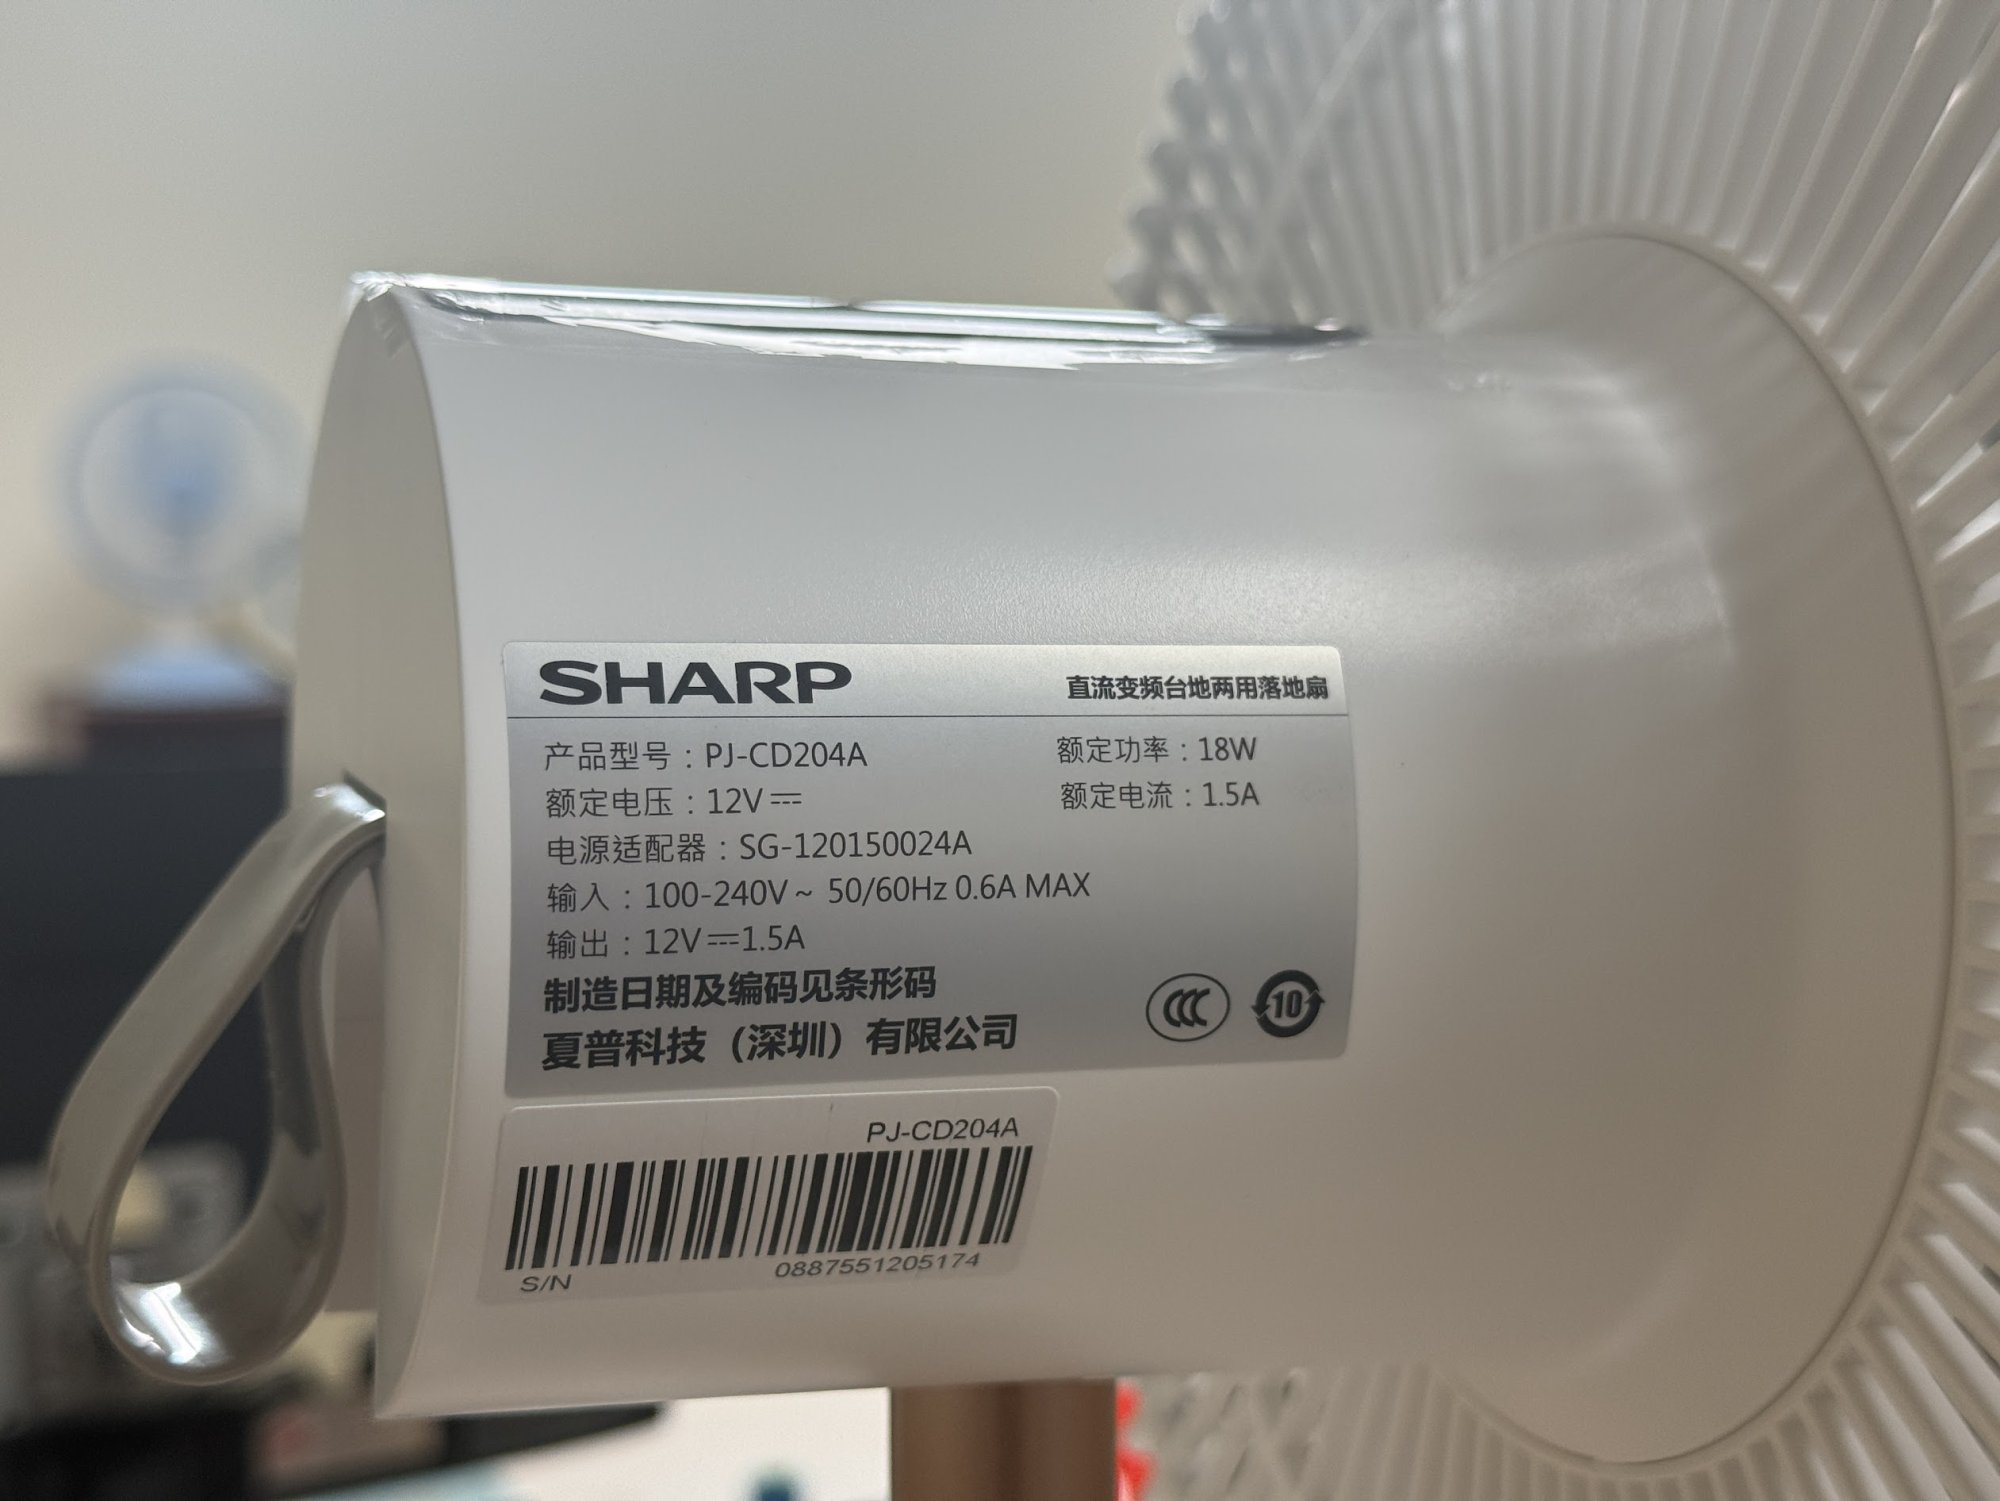 SHARP
直流变频台地两用落地扇
产品型号：PJ-CD204A
额定功率：18W
额定电压：12V⎓
额定电流：1.5A
电源适配器：SG-120150024A
输入：100-240V~ 50/60Hz 0.6A MAX
输出：12V⎓1.5A
制造日期及编码见条形码
夏普科技（深圳）有限公司
CCC
10
PJ-CD204A
S/N
0887551205174